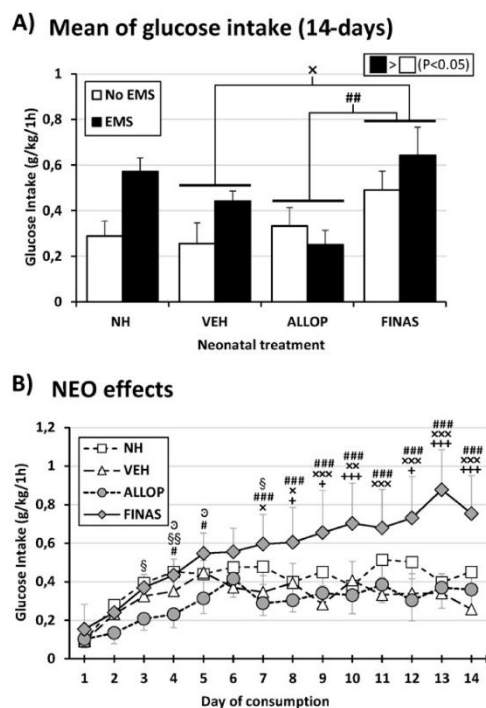 A) Mean of glucose intake (14-days)
■ > □ (P<0.05)
Glucose Intake (g/kg/1h)
1
0,8
0,6
0,4
0,2
0
No EMS
EMS
×
##
NH VEH ALLOP FINAS
Neonatal treatment
B) NEO effects
Glucose Intake (g/kg/1h)
1,2
1
0,8
0,6
0,4
0,2
0
NH
VEH
ALLOP
FINAS
§
ↄ
§§
#
ↄ
#
§
###
×
###
×
+
###
×××
+
###
××
+++
###
×××
###
×××
+
###
×××
+++
###
×××
+++
1 2 3 4 5 6 7 8 9 10 11 12 13 14
Day of consumption